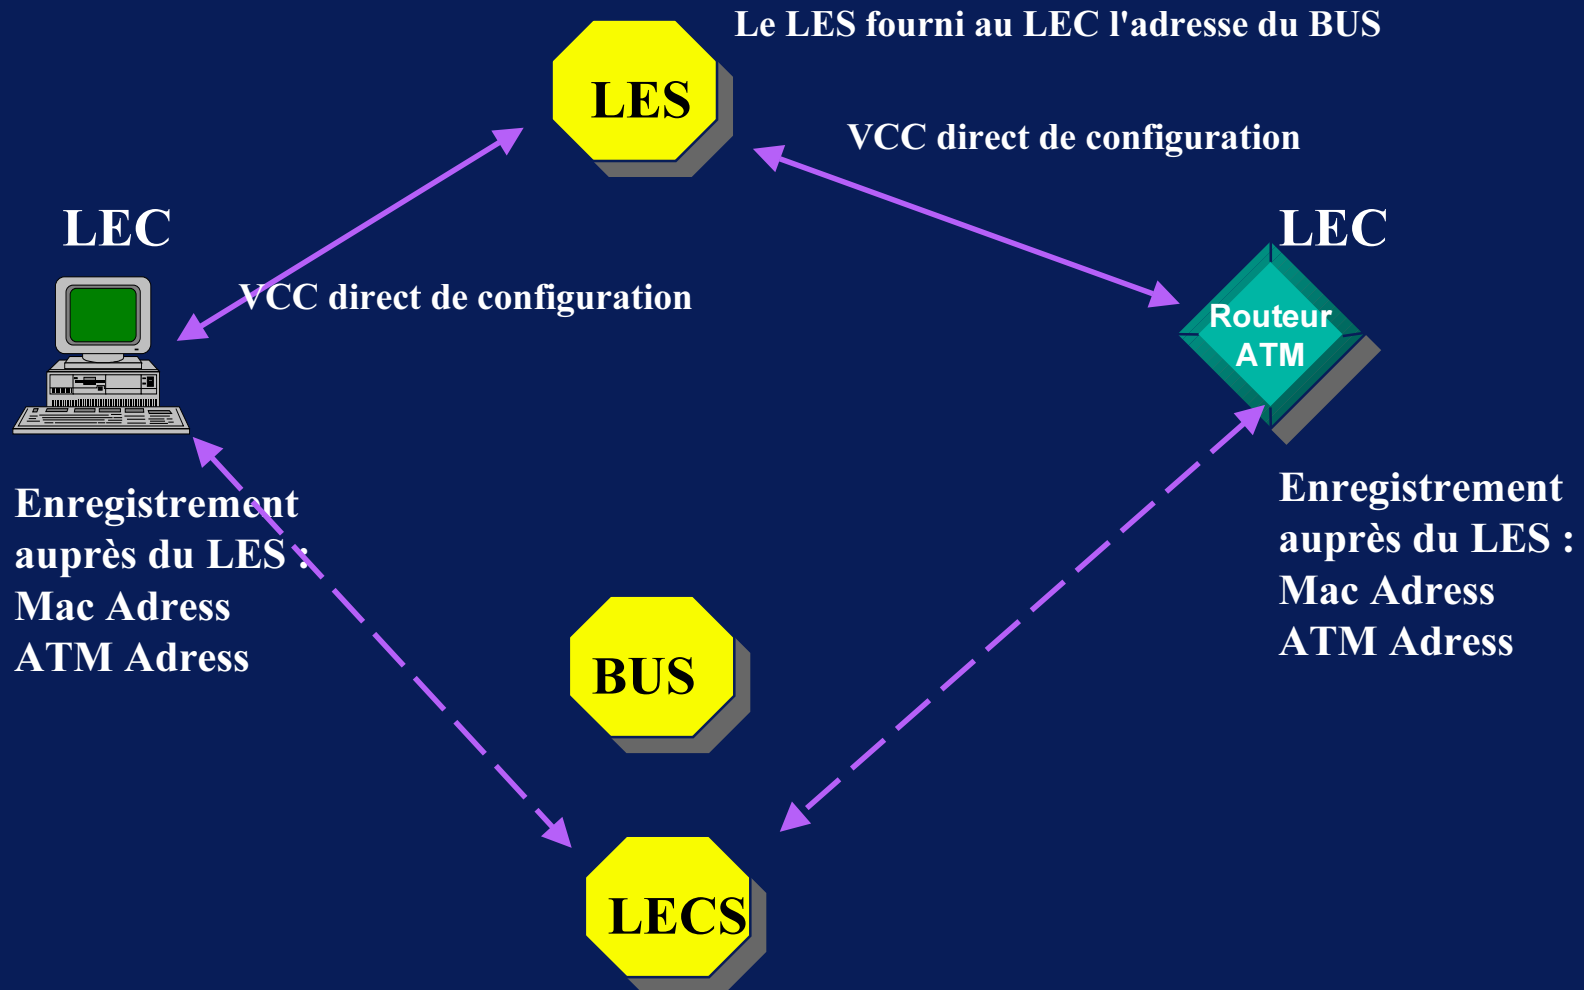 Le LES fourni au LEC l'adresse du BUS
LES
VCC direct de configuration
LEC
LEC
VCC direct de configuration
Routeur
ATM
Enregistrement
auprès du LES :
Mac Adress
ATM Adress
Enregistrement
auprès du LES :
Mac Adress
ATM Adress
BUS
LECS